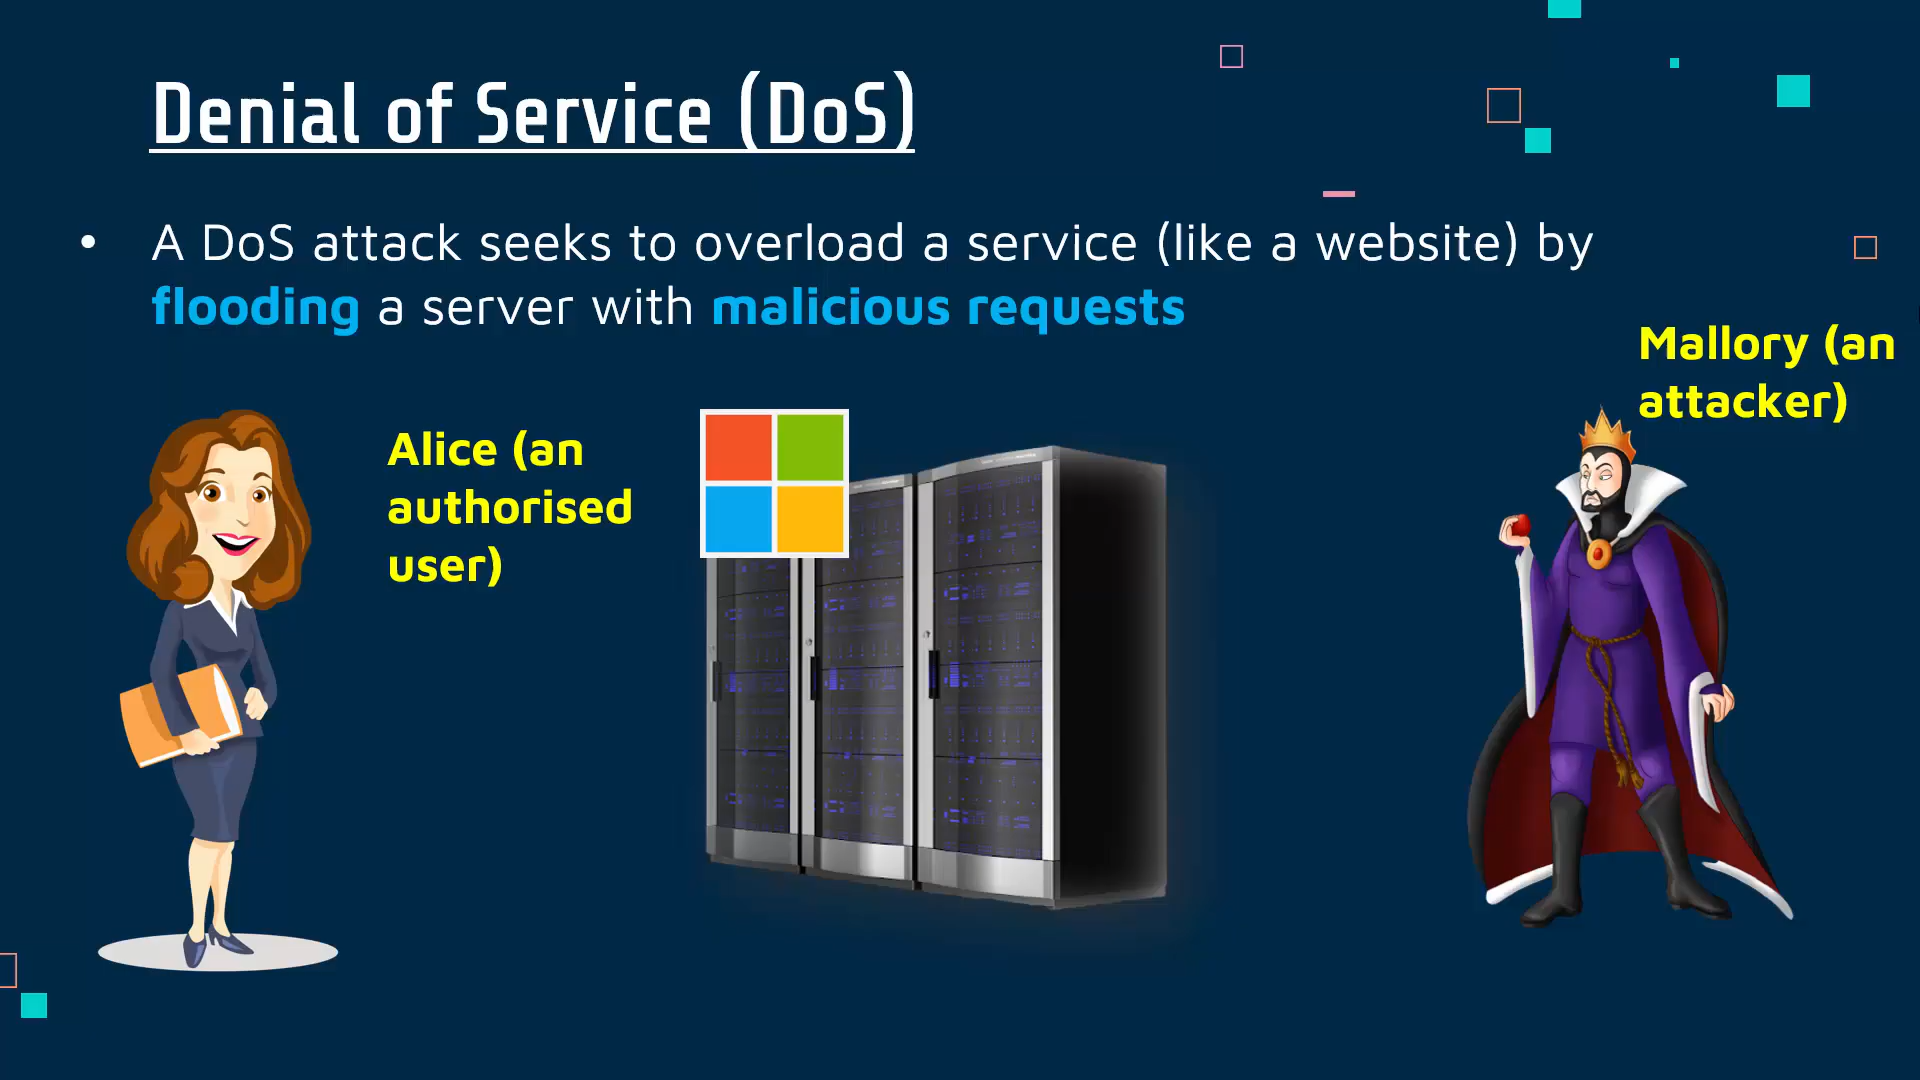 Denial of Service (DoS)
• A DoS attack seeks to overload a service (like a website) by
flooding a server with malicious requests
Mallory (an
attacker)
Alice (an
authorised
user)